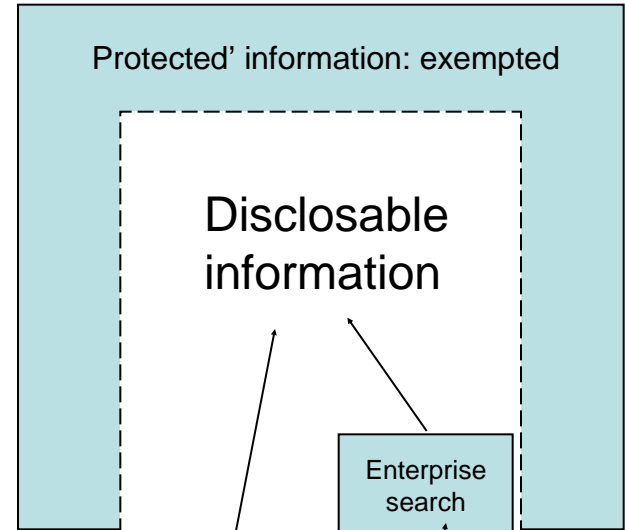 Protected’ information: exempted
Disclosable
information
Enterprise
search